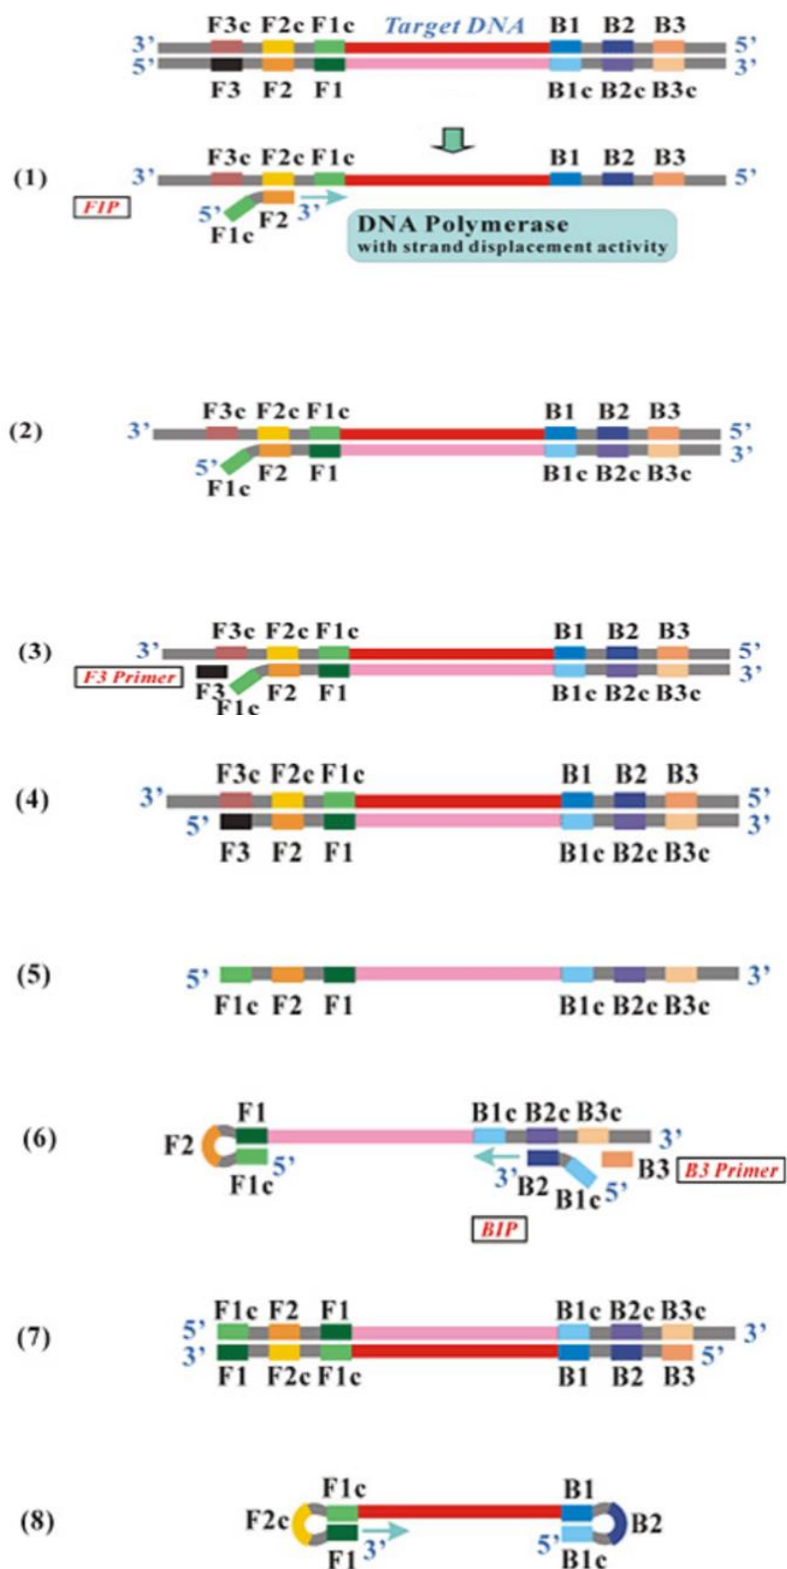 F3c F2c F1c Target DNA B1 B2 B3
3’ 5’
5’ 3’
F3 F2 F1 B1c B2c B3c
F3c F2c F1c B1 B2 B3
(1) 3’ 5’
FIP 5’ F2 3’ DNA Polymerase
F1c with strand displacement activity
F3c F2c F1c B1 B2 B3
(2) 3’ 5’
5’ F2 F1 3’
F1c B1c B2c B3c
F3c F2c F1c B1 B2 B3
(3) 3’ 5’
F3 Primer 3’
F3 F1c F2 F1 B1c B2c B3c
F3c F2c F1c B1 B2 B3
(4) 3’ 5’
5’ 3’
F3 F2 F1 B1c B2c B3c
(5) 5’ 3’
F1c F2 F1 B1c B2c B3c
F1 B1c B2c B3c
(6) F2 3’
F1c 5’ 3’ B2 B1c 5’ B3 B3 Primer
BIP
F1c F2 F1 B1c B2c B3c
(7) 5’ 3’
3’ 5’
F1 F2c F1c B1 B2 B3
F1c B1
(8) F2c B2
F1 3’ 5’ B1c